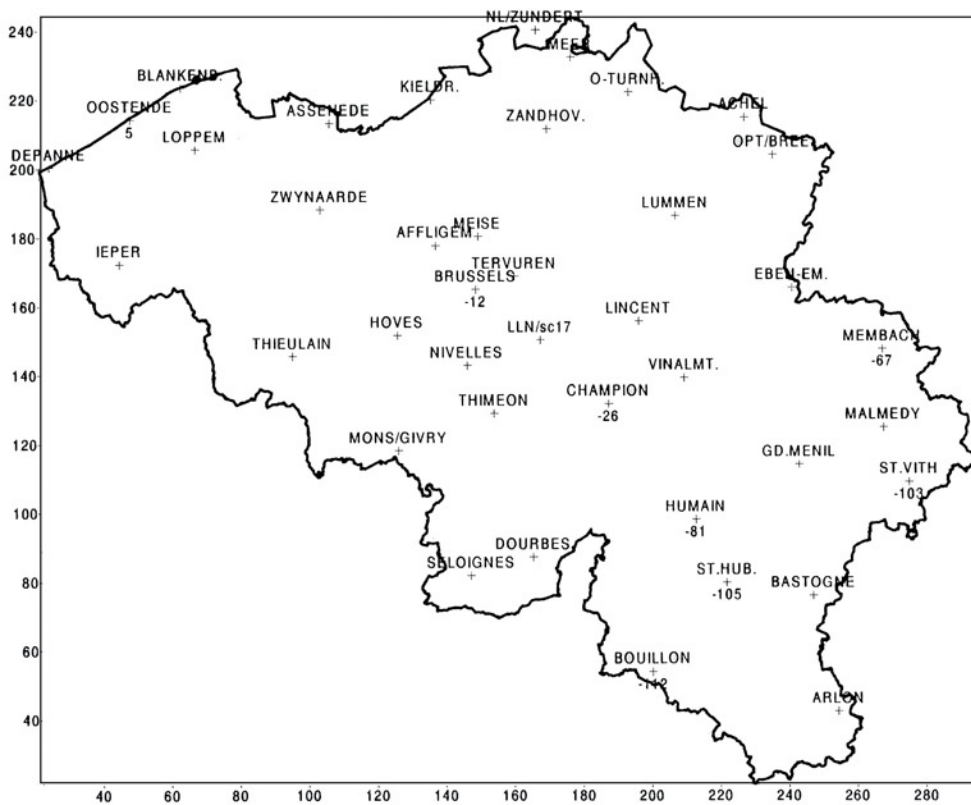 NL/ZUNDERT
240
MEER
BLANKENB.
KIELDR.
O-TURNH.
220
OOSTENDE
ASSENEDE
ACHEL
5
ZANDHOV.
LOPPEM
OPT/BREE.
DEPANNE
200
ZWYNAARDE
LUMMEN
MEISE
AFFLIGEM
180
IEPER
TERVUREN
BRUSSELS
EBEN-EM.
-12
160
LINCENT
HOVES
LLN/sc17
MEMBACH
THIEULAIN
NIVELLES
-67
VINALMT.
140
CHAMPION
THIMEON
-26
MALMEDY
MONS/GIVRY
120
GD.MENIL
ST.VITH
-103
HUMAIN
100
-81
DOURBES
SELOIGNES
ST.HUB.
BASTOGNE
80
-105
60
BOUILLON
-112
ARLON
40
40 60 80 100 120 140 160 180 200 220 240 260 280